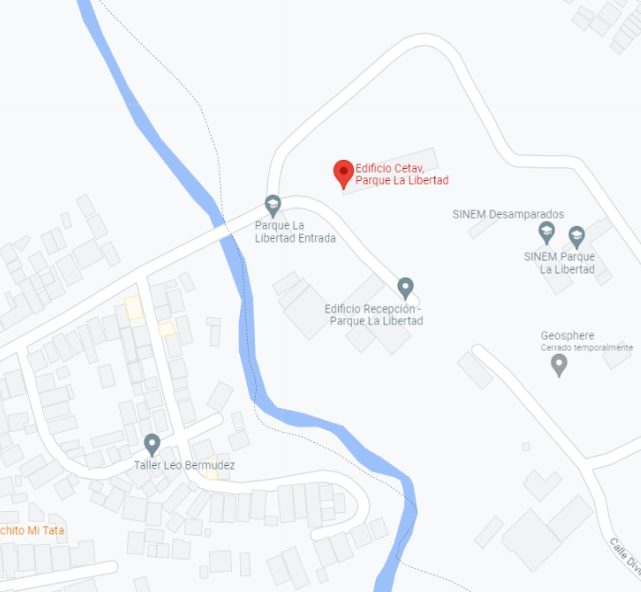 Edificio Cetav,
Parque La Libertad
SINEM Desamparados
Parque La
Libertad Entrada
SINEM Parque
La Libertad
Edificio Recepción -
Parque La Libertad
Geosphere
Cerrado temporalmente
Taller Leo Bermudez
chito Mi Tata
Calle Divi